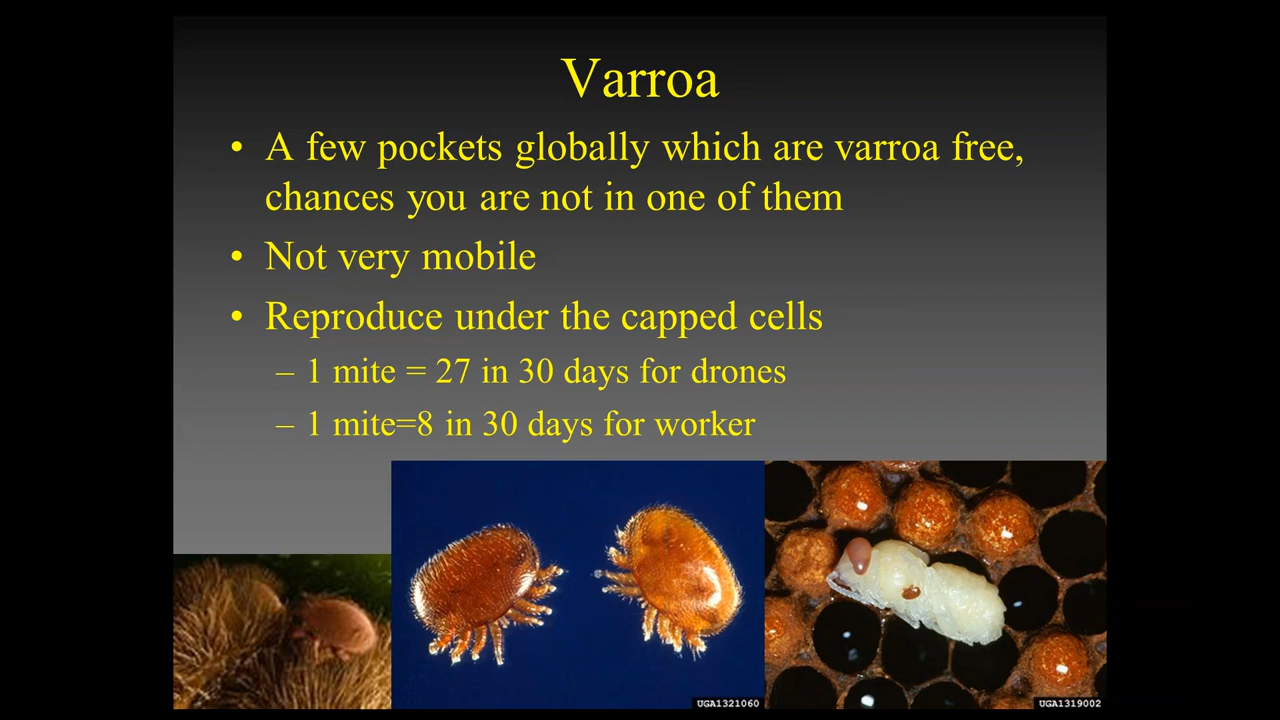 Varroa
• A few pockets globally which are varroa free,
chances you are not in one of them
• Not very mobile
• Reproduce under the capped cells
– 1 mite = 27 in 30 days for drones
– 1 mite=8 in 30 days for worker
UGA1321060
UGA1319002